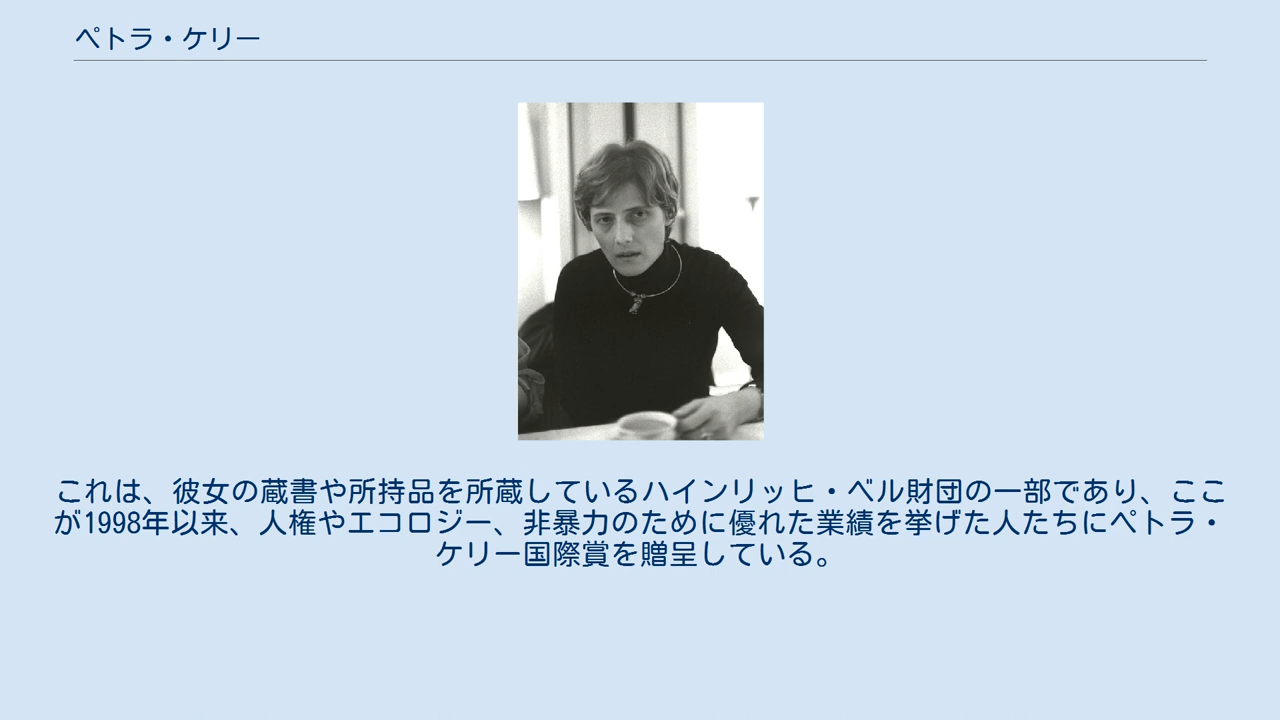 ペトラ・ケリー
これは、彼女の蔵書や所持品を所蔵しているハインリッヒ・ベル財団の一部であり、ここ
が1998年以来、人権やエコロジー、非暴力のために優れた業績を挙げた人たちにペトラ・
ケリー国際賞を贈呈している。